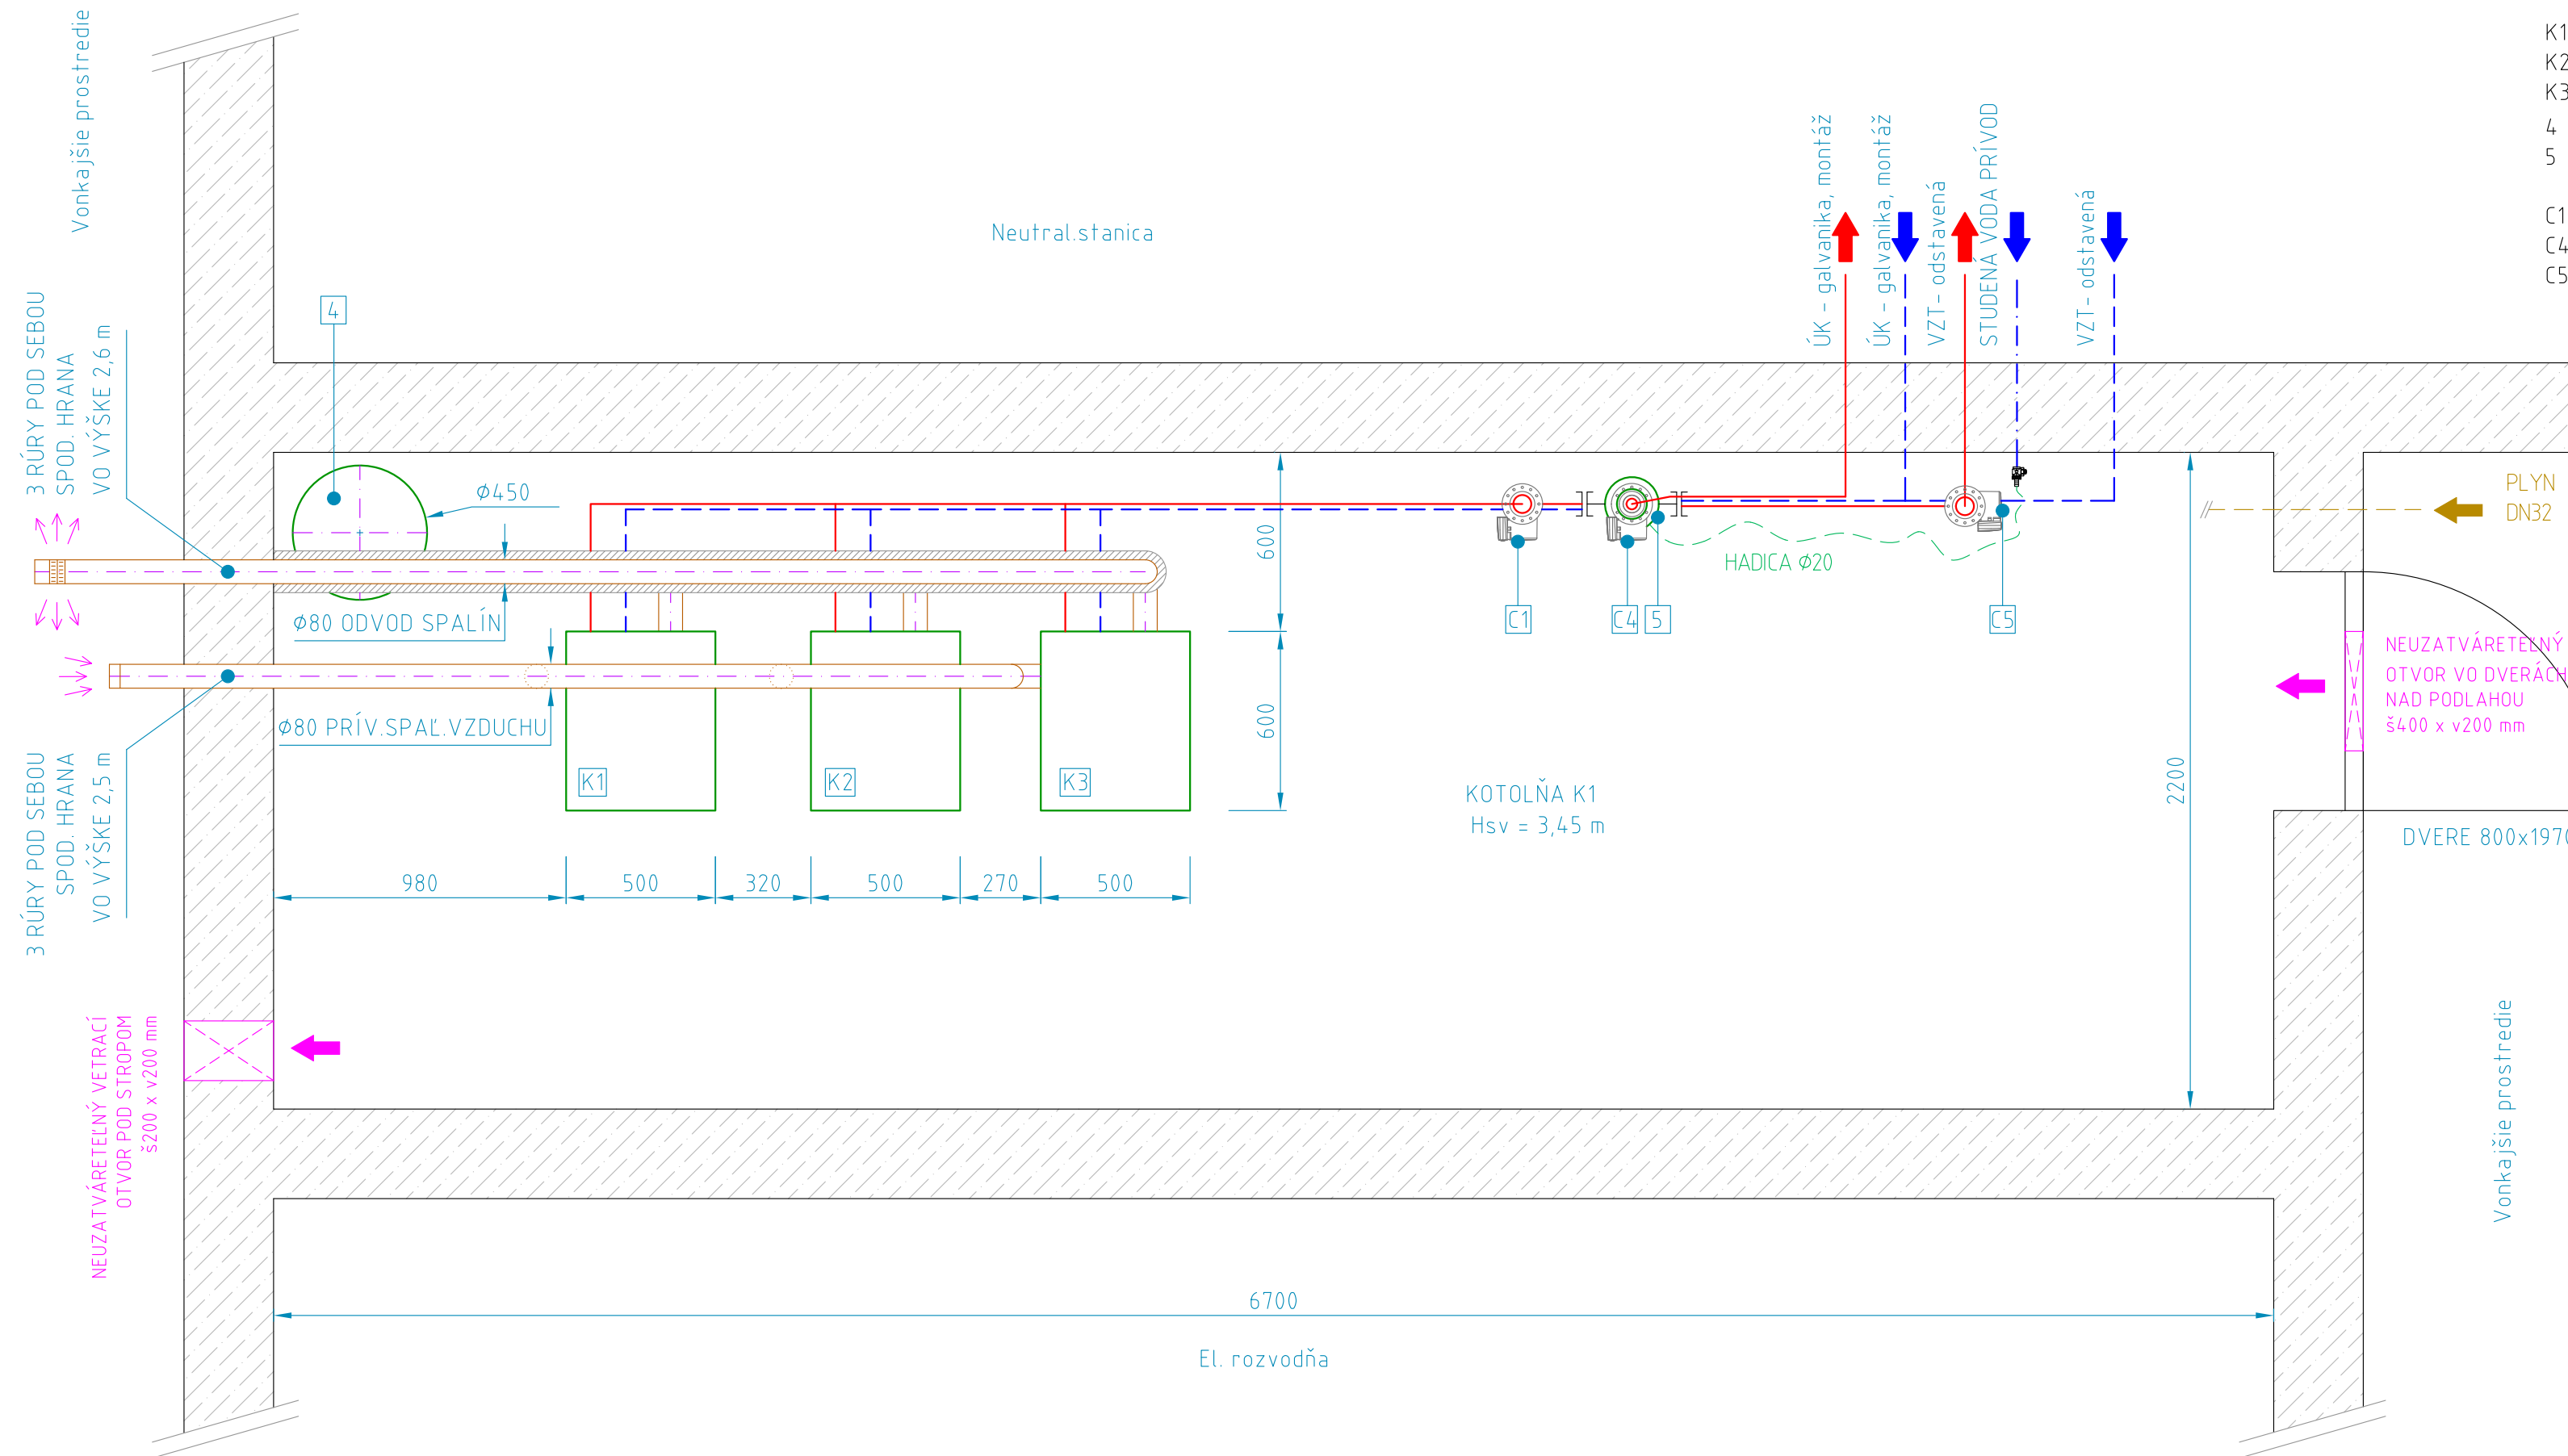 Vonkajšie prostredie
3 RÚRY POD SEBOU
SPOD. HRANA
VO VÝŠKE 2,6 m
4
Neutral.stanica
ÚK - galvanika, montáž
ÚK - galvanika, montáž
VZT- odstavená
STUDENÁ VODA PRÍVOD
VZT- odstavená
K1
K2
K3
4
5
C1
C4
C5
ø450
ø80 ODVOD SPALÍN
ø80 PRÍV.SPAĽ.VZDUCHU
K1
K2
K3
600
600
HADICA ø20
C1
C4
5
C5
PLYN
DN32
NEUZATVÁRETEĽNÝ
OTVOR VO DVERÁCH
NAD PODLAHOU
š400 x v200 mm
3 RÚRY POD SEBOU
SPOD. HRANA
VO VÝŠKE 2,5 m
KOTOLŇA K1
Hsv = 3,45 m
2200
DVERE 800x1970
980
500
320
500
270
500
NEUZATVÁRETEĽNÝ VETRACÍ
OTVOR POD STROPOM
š200 x v200 mm
Vonkajšie prostredie
6700
El. rozvodňa